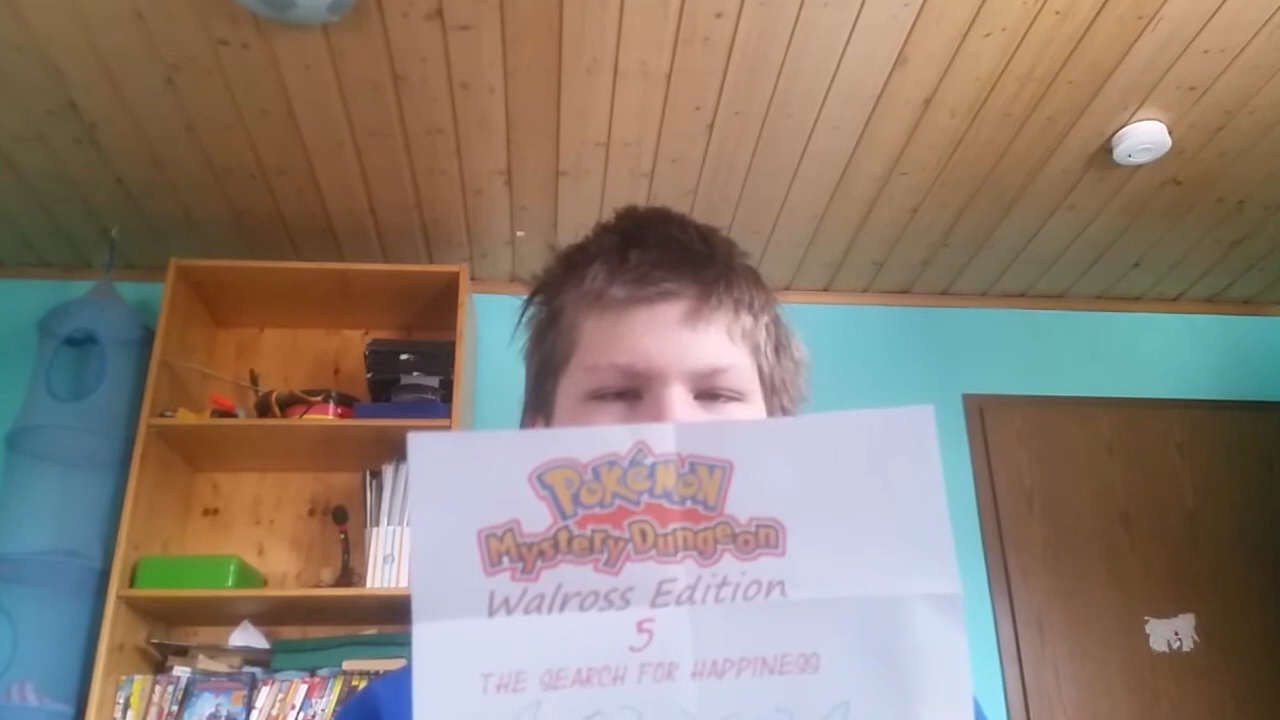 POKéMON
Mystery Dungeon
Walross Edition
5
THE SEARCH FOR HAPPINESS